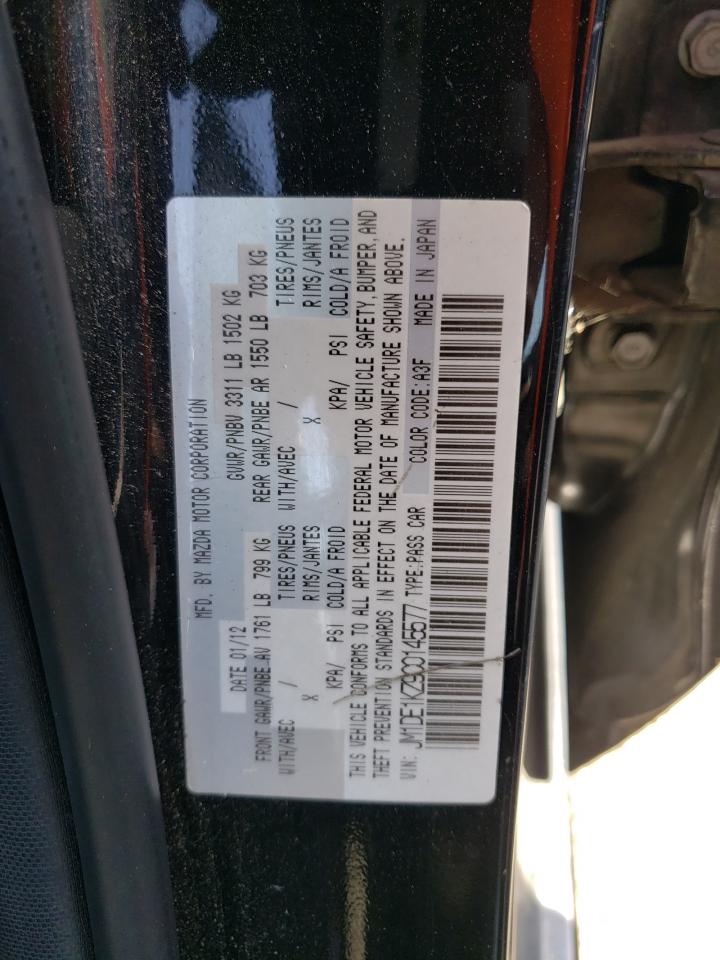 MFD. BY MAZDA MOTOR CORPORATION
DATE 01/12 GVWR/PNBV 3311 LB 1502 KG
FRONT GAWR/PNBE AV 1761 LB 799 KG REAR GAWR/PNBE AR 1550 LB 703 KG
WITH/AVEC / TIRES/PNEUS WITH/AVEC / TIRES/PNEUS
X RIMS/JANTES X RIMS/JANTES
KPA/ PSI COLD/A FROID KPA/ PSI COLD/A FROID
THIS VEHICLE CONFORMS TO ALL APPLICABLE FEDERAL MOTOR VEHICLE SAFETY, BUMPER, AND
THEFT PREVENTION STANDARDS IN EFFECT ON THE DATE OF MANUFACTURE SHOWN ABOVE.
VIN: JM1DE1KZ9C0145577 TYPE:PASS CAR COLOR CODE:A3F MADE IN JAPAN